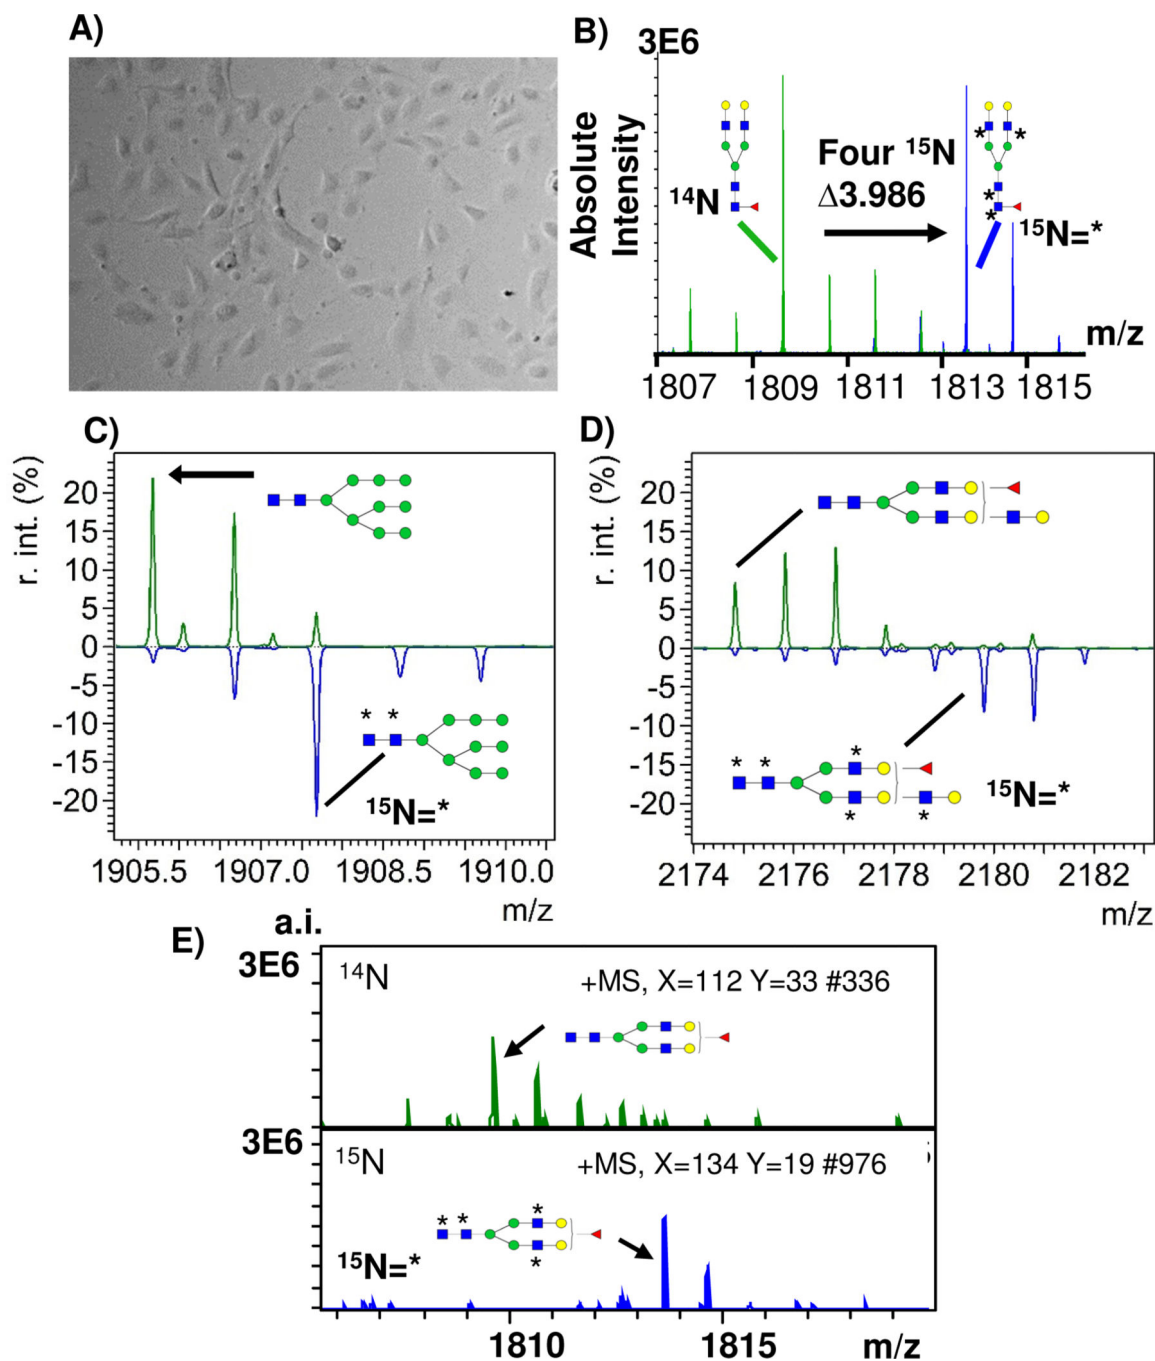 A)
B)
3E6
Absolute
Intensity
¹⁴N
Four ¹⁵N
Δ3.986
*
*
*
*
¹⁵N=*
m/z
1807 1809 1811 1813 1815
C)
r. int. (%)
20
15
10
5
0
-5
-10
-15
-20
* *
¹⁵N=*
1905.5 1907.0 1908.5 1910.0
m/z
D)
r. int. (%)
20
15
10
5
0
-5
-10
-15
-20
* * *
* *
¹⁵N=*
2174 2176 2178 2180 2182
m/z
E)
a.i.
3E6
¹⁴N
+MS, X=112 Y=33 #336
3E6
¹⁵N
+MS, X=134 Y=19 #976
* * *
*
¹⁵N=*
1810 1815 m/z